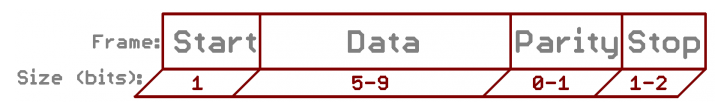 Frame: Start Data Parity Stop
Size (bits): 1 5-9 0-1 1-2